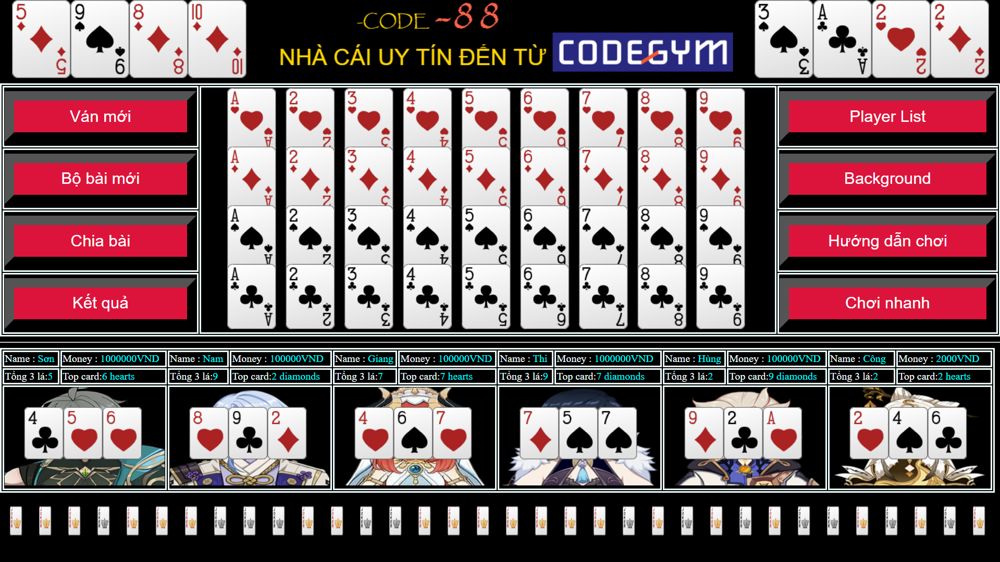 5 9 8 10
-CODE ~88
NHÀ CÁI UY TÍN ĐẾN TỪ CODEGYM
3 A 2 2
Ván mới
Bộ bài mới
Chia bài
Kết quả
A 2 3 4 5 6 7 8 9
A 2 3 4 5 6 7 8 9
A 2 3 4 5 6 7 8 9
A 2 3 4 5 6 7 8 9
Player List
Background
Hướng dẫn chơi
Chơi nhanh
Name : Sơn Money : 1000000VND Name : Nam Money : 100000VND Name : Giang Money : 100000VND Name : Thi Money : 1000000VND Name : Hùng Money : 100000VND Name : Công Money : 2000VND
Tổng 3 lá:5 Top card:6 hearts Tổng 3 lá:9 Top card:2 diamonds Tổng 3 lá:7 Top card:7 hearts Tổng 3 lá:9 Top card:7 diamonds Tổng 3 lá:2 Top card:9 diamonds Tổng 3 lá:2 Top card:2 hearts
4 5 6 8 9 2 4 6 7 7 5 7 9 2 A 2 4 6